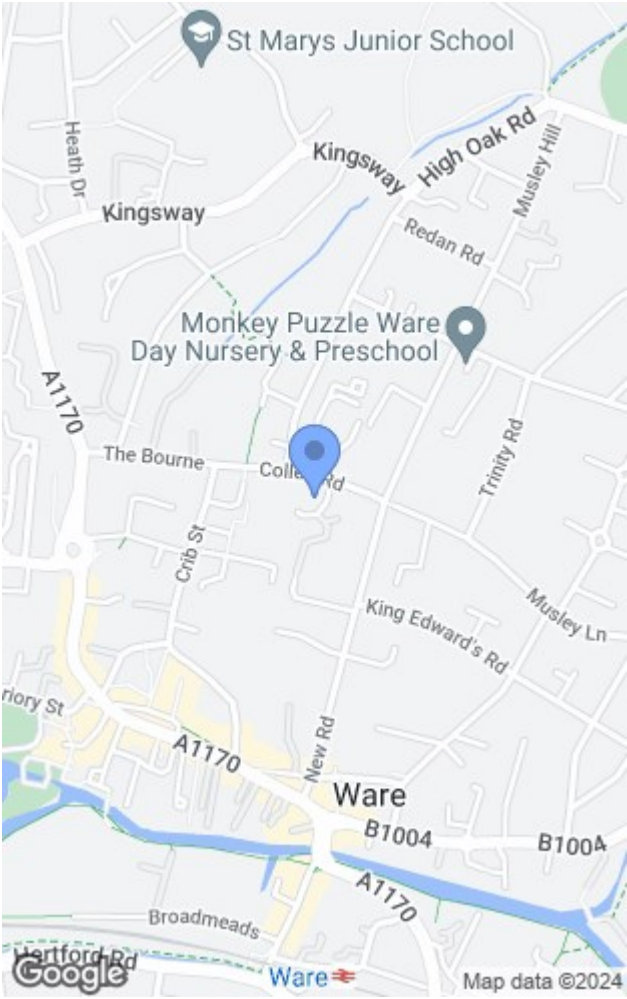 St Marys Junior School
Heath Dr
Kingsway
High Oak Rd
Musley Hill
Kingsway
Redan Rd
Monkey Puzzle Ware
Day Nursery & Preschool
A1170
Trinity Rd
The Bourne
Rd
Crib St
Musley Ln
King Edward's Rd
riory St
A1170
New Rd
Ware
B1004
B1004
A1170
Broadmeads
Hertford Rd
Google
Ware
Map data ©2024